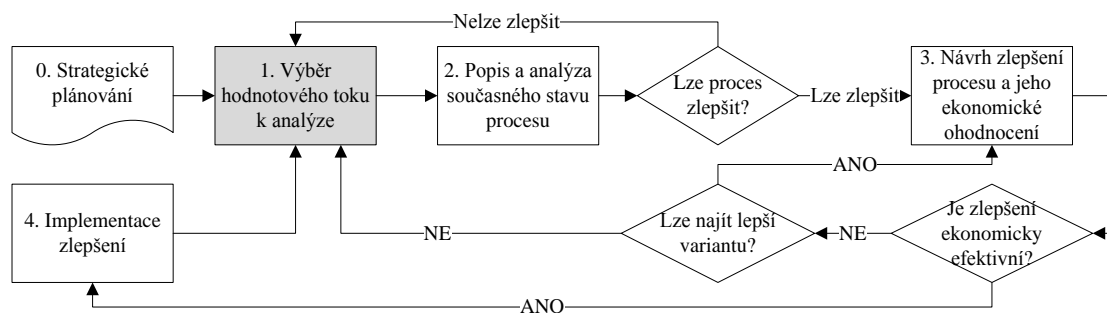 Nelze zlepšit
0. Strategické
plánování
1. Výběr
hodnotového toku
k analýze
2. Popis a analýza
současného stavu
procesu
Lze proces
zlepšit?
Lze zlepšit
3. Návrh zlepšení
procesu a jeho
ekonomické
ohodnocení
ANO
4. Implementace
zlepšení
NE
Lze najít lepší
variantu?
NE
Je zlepšení
ekonomicky
efektivní?
ANO